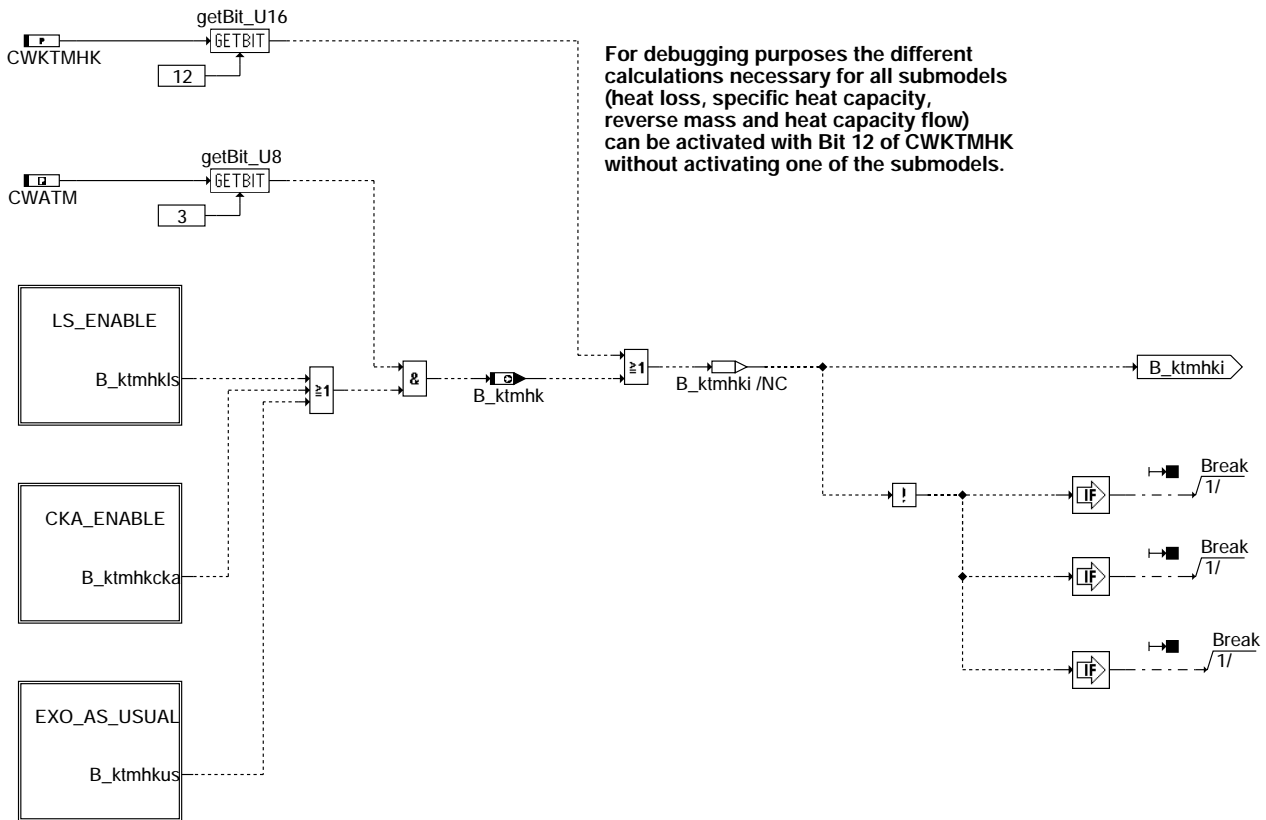 getBit_U16
P
GETBIT
CWKTMHK
12
For debugging purposes the different
calculations necessary for all submodels
(heat loss, specific heat capacity,
reverse mass and heat capacity flow)
can be activated with Bit 12 of CWKTMHK
without activating one of the submodels.
getBit_U8
P
GETBIT
CWATM
3
LS_ENABLE
B_ktmhkls
≥1
&
B_ktmhk
≥1
B_ktmhki /NC
B_ktmhki
CKA_ENABLE
B_ktmhkcka
!
IF
Break
1/
IF
Break
1/
IF
Break
1/
EXO_AS_USUAL
B_ktmhkus